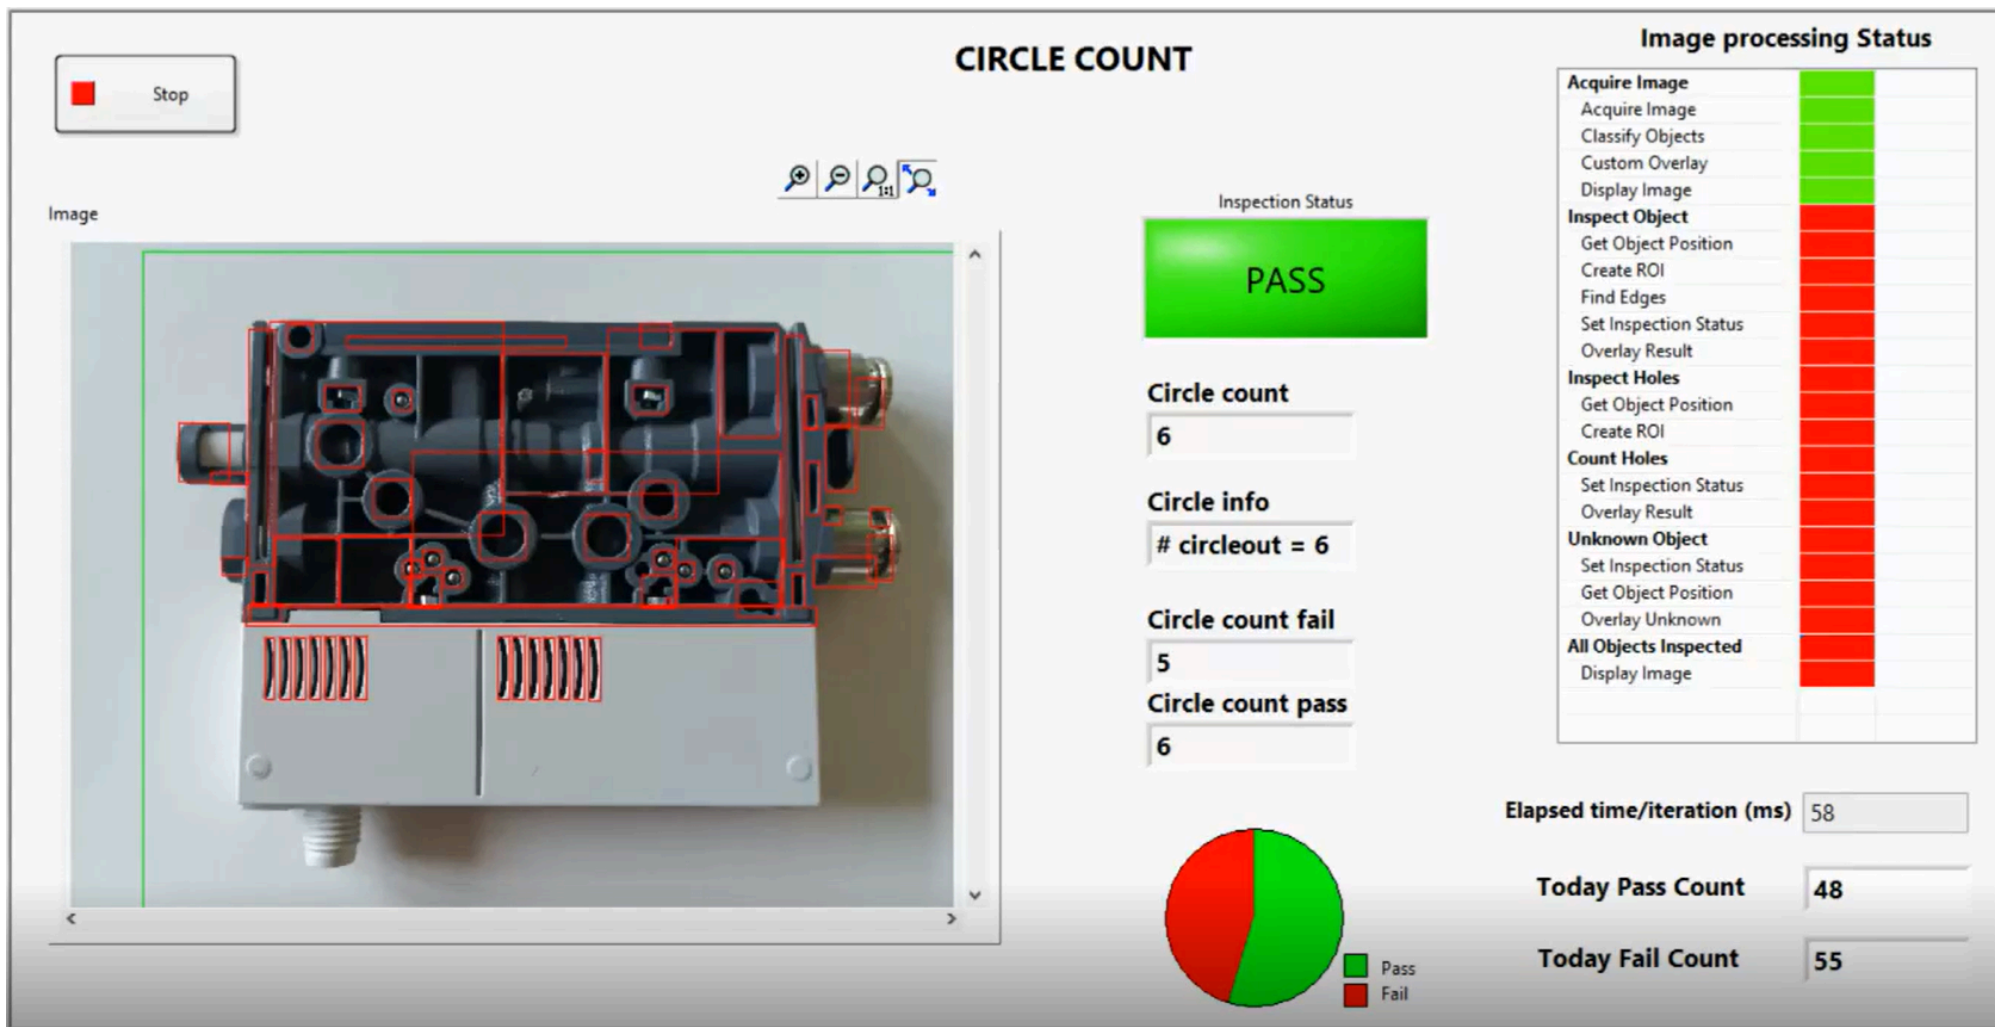 CIRCLE COUNT
Stop
1:1
Image
Inspection Status
PASS
Circle count
6
Circle info
# circleout = 6
Circle count fail
5
Circle count pass
6
Pass
Fail
Image processing Status
Acquire Image
Acquire Image
Classify Objects
Custom Overlay
Display Image
Inspect Object
Get Object Position
Create ROI
Find Edges
Set Inspection Status
Overlay Result
Inspect Holes
Get Object Position
Create ROI
Count Holes
Set Inspection Status
Overlay Result
Unknown Object
Set Inspection Status
Get Object Position
Overlay Unknown
All Objects Inspected
Display Image
Elapsed time/iteration (ms) 58
Today Pass Count 48
Today Fail Count 55